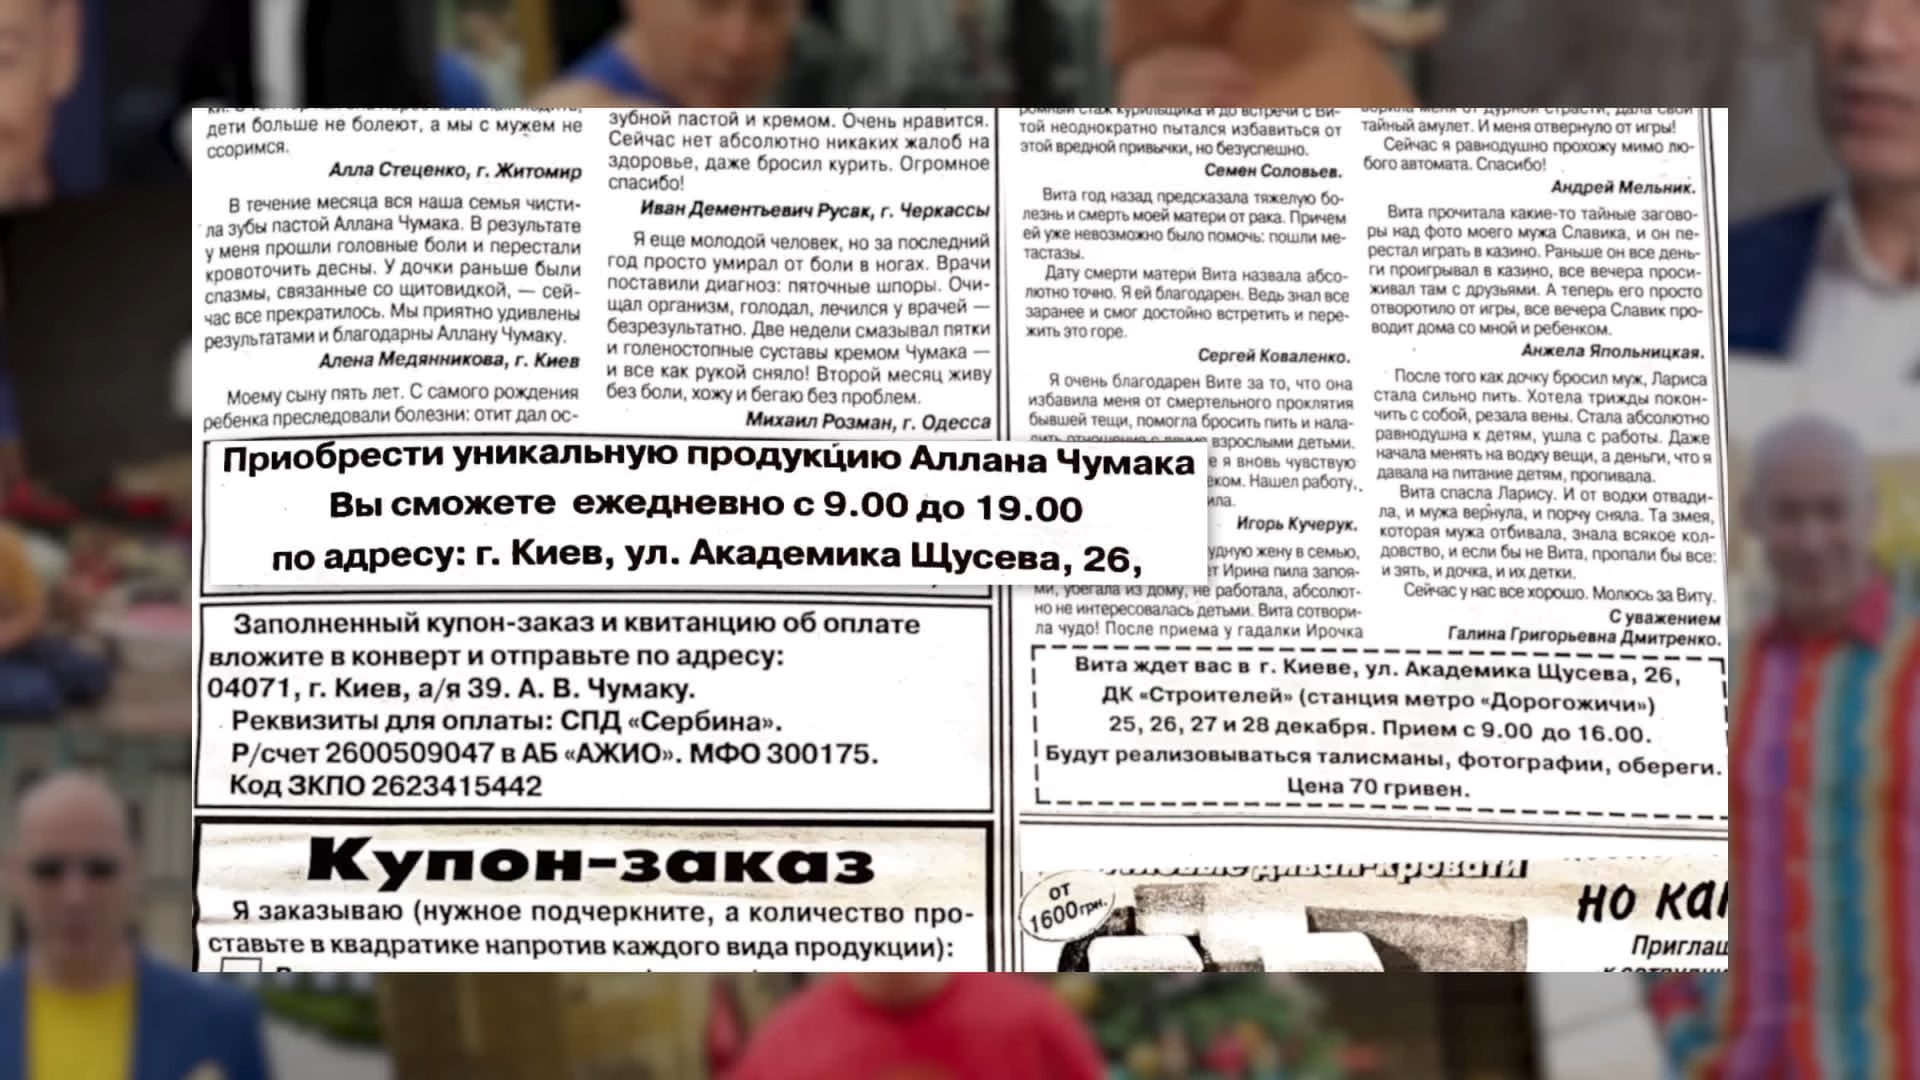 дети больше не болеют, а мы с мужем не
ссоримся.
Алла Стеценко, г. Житомир
В течение месяца вся наша семья чисти-
ла зубы пастой Аллана Чумака. В результате
у меня прошли головные боли и перестали
кровоточить десны. У дочки раньше были
спазмы, связанные со щитовидкой, — сей-
час все прекратилось. Мы приятно удивлены
результатами и благодарны Аллану Чумаку.
Алена Медянникова, г. Киев
Моему сыну пять лет. С самого рождения
ребенка преследовали болезни: отит дал ос-
зубной пастой и кремом. Очень нравится.
Сейчас нет абсолютно никаких жалоб на
здоровье, даже бросил курить. Огромное
спасибо!
Иван Дементьевич Русак, г. Черкассы
Я еще молодой человек, но за последний
год просто умирал от боли в ногах. Врачи
поставили диагноз: пяточные шпоры. Очи-
щал организм, голодал, лечился у врачей —
безрезультатно. Две недели смазывал пятки
и голеностопные суставы кремом Чумака —
и все как рукой сняло! Второй месяц живу
без боли, хожу и бегаю без проблем.
Михаил Розман, г. Одесса
Приобрести уникальную продукцию Аллана Чумака
Вы сможете ежедневно с 9.00 до 19.00
по адресу: г. Киев, ул. Академика Щусева, 26,
Заполненный купон-заказ и квитанцию об оплате
вложите в конверт и отправьте по адресу:
04071, г. Киев, а/я 39. А. В. Чумаку.
Реквизиты для оплаты: СПД «Сербина».
Р/счет 2600509047 в АБ «АЖИО». МФО 300175.
Код ЗКПО 2623415442
Купон-заказ
Я заказываю (нужное подчеркните, а количество про-
ставьте в квадратике напротив каждого вида продукции):
ромный стаж курильщика и до встречи с Ви-
той неоднократно пытался избавиться от
этой вредной привычки, но безуспешно.
Семен Соловьев.
Вита год назад предсказала тяжелую бо-
лезнь и смерть моей матери от рака. Причем
ей уже невозможно было помочь: пошли ме-
тастазы.
Дату смерти матери Вита назвала абсо-
лютно точно. Я ей благодарен. Ведь знал все
заранее и смог достойно встретить и пере-
жить это горе.
Сергей Коваленко.
Я очень благодарен Вите за то, что она
избавила меня от смертельного проклятия
бывшей тещи, помогла бросить пить и нала-
взрослыми детьми.
е я вновь чувствую
еком. Нашел работу,
ила.
Игорь Кучерук.
удную жену в семью,
ет Ирина пила запоя-
ми, убегала из дому, не работала, абсолют-
но не интересовалась детьми. Вита сотвори-
ла чудо! После приема у гадалки Ирочка
тайный амулет. И меня отвернуло от игры!
Сейчас я равнодушно прохожу мимо лю-
бого автомата. Спасибо!
Андрей Мельник.
Вита прочитала какие-то тайные загово-
ры над фото моего мужа Славика, и он пе-
рестал играть в казино. Раньше он все день-
ги проигрывал в казино, все вечера проси-
живал там с друзьями. А теперь его просто
отворотило от игры, все вечера Славик про-
водит дома со мной и ребенком.
Анжела Япольницкая.
После того как дочку бросил муж, Лариса
стала сильно пить. Хотела трижды покон-
чить с собой, резала вены. Стала абсолютно
равнодушна к детям, ушла с работы. Даже
начала менять на водку вещи, а деньги, что я
давала на питание детям, пропивала.
Вита спасла Ларису. И от водки отвади-
ла, и мужа вернула, и порчу сняла. Та змея,
которая мужа отбивала, знала всякое кол-
довство, и если бы не Вита, пропали бы все:
и зять, и дочка, и их детки.
Сейчас у нас все хорошо. Молюсь за Виту.
С уважением
Галина Григорьевна Дмитренко.
Вита ждет вас в г. Киеве, ул. Академика Щусева, 26,
ДК «Строителей» (станция метро «Дорогожичи»)
25, 26, 27 и 28 декабря. Прием с 9.00 до 16.00.
Будут реализовываться талисманы, фотографии, обереги.
Цена 70 гривен.
диван-кровати
от
1600 грн.
но ка
Приглаш